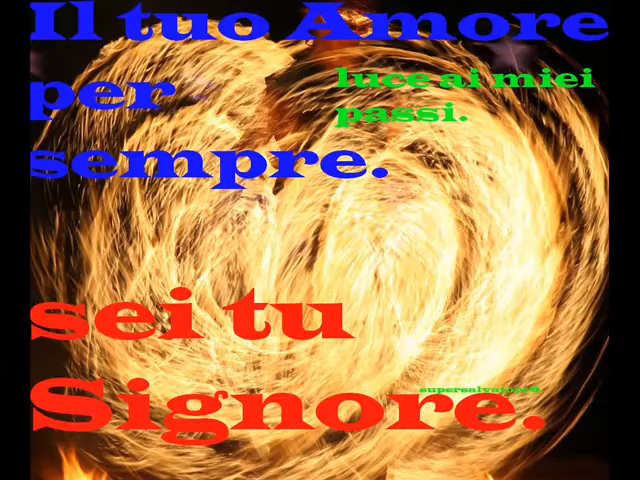 Il tuo Amore
per
sempre.
luce ai miei
passi.
sei tu
Signore.